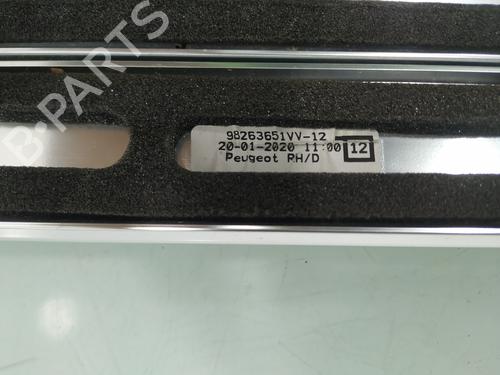 B-PARTS
98263651VV-12
20-01-2020 11:00 12
Peugeot RH/D